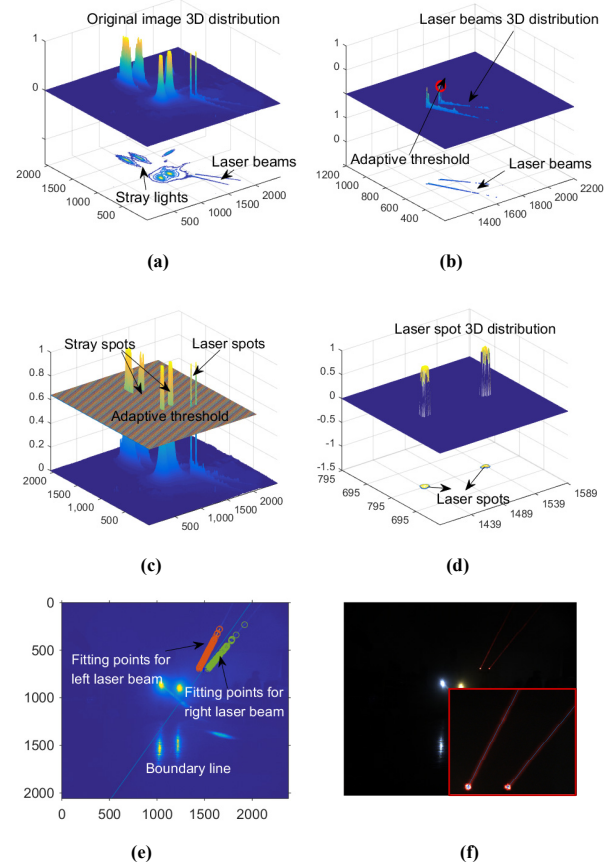 Original image 3D distribution
1
0
2000
1500
1000
500
Stray lights
Laser beams
500
1000
1500
2000
(a)
Laser beams 3D distribution
1
0
1
0
1
0
Adaptive threshold
Laser beams
1200
1000
800
600
400
1400
1600
1800
2000
2200
(b)
1
0.8
0.6
0.4
0.2
0
Stray spots
Laser spots
Adaptive threshold
2000
1500
1,000
500
500
1,000
1500
2000
(c)
Laser spot 3D distribution
1
0.5
0
-0.5
-1
-1.5
Laser spots
795
695
795
695
1439
1489
1539
1589
(d)
0
500
1000
1500
2000
Fitting points for
left laser beam
Fitting points for
right laser beam
Boundary line
0
500
1000
1500
2000
(e)
(f)